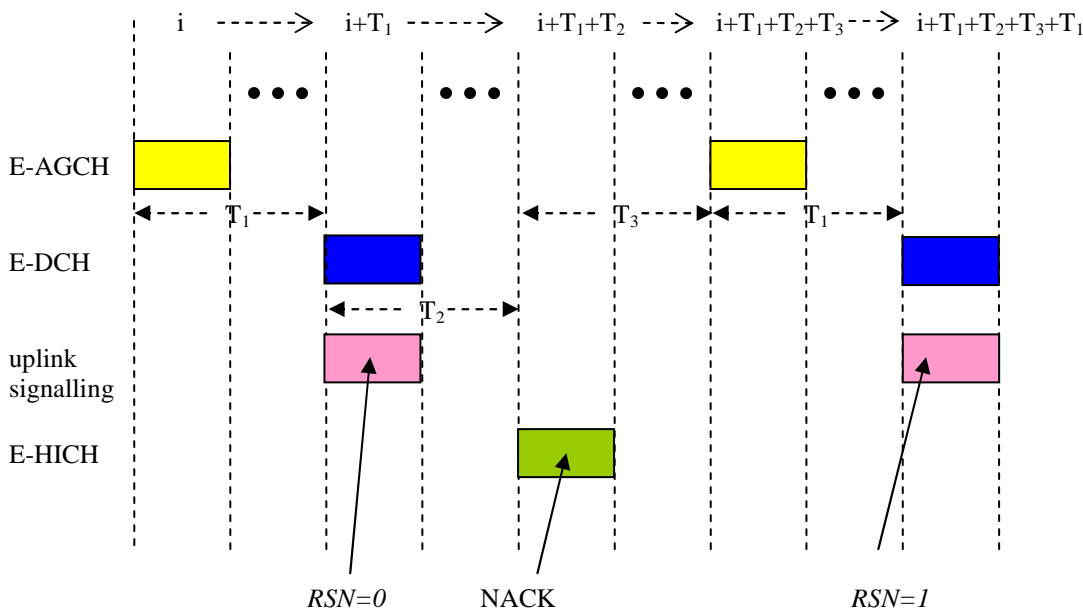 i i+T₁ i+T₁+T₂ i+T₁+T₂+T₃ i+T₁+T₂+T₃+T₁
E-AGCH
T₁ T₃ T₁
E-DCH
T₂
uplink
signalling
E-HICH
RSN=0 NACK RSN=1